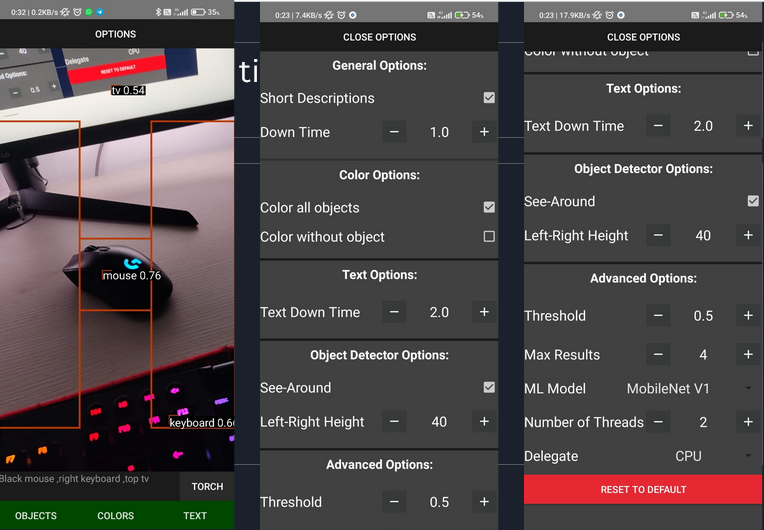 0:32 | 0.2KB/s
35%
OPTIONS
40
Delegate
CPU
RESET TO DEFAULT
0.5
tv 0.54
mouse 0.76
keyboard 0.6
Black mouse ,right keyboard ,top tv
TORCH
OBJECTS
COLORS
TEXT
ti
0:23 | 7.4KB/s
54%
CLOSE OPTIONS
General Options:
Short Descriptions
Down Time − 1.0 +
Color Options:
Color all objects
Color without object
Text Options:
Text Down Time − 2.0 +
Object Detector Options:
See-Around
Left-Right Height − 40 +
Advanced Options:
Threshold − 0.5 +
0:23 | 17.9KB/s
54%
CLOSE OPTIONS
Color without object
Text Options:
Text Down Time − 2.0 +
Object Detector Options:
See-Around
Left-Right Height − 40 +
Advanced Options:
Threshold − 0.5 +
Max Results − 4 +
ML Model MobileNet V1
Number of Threads − 2 +
Delegate CPU
RESET TO DEFAULT